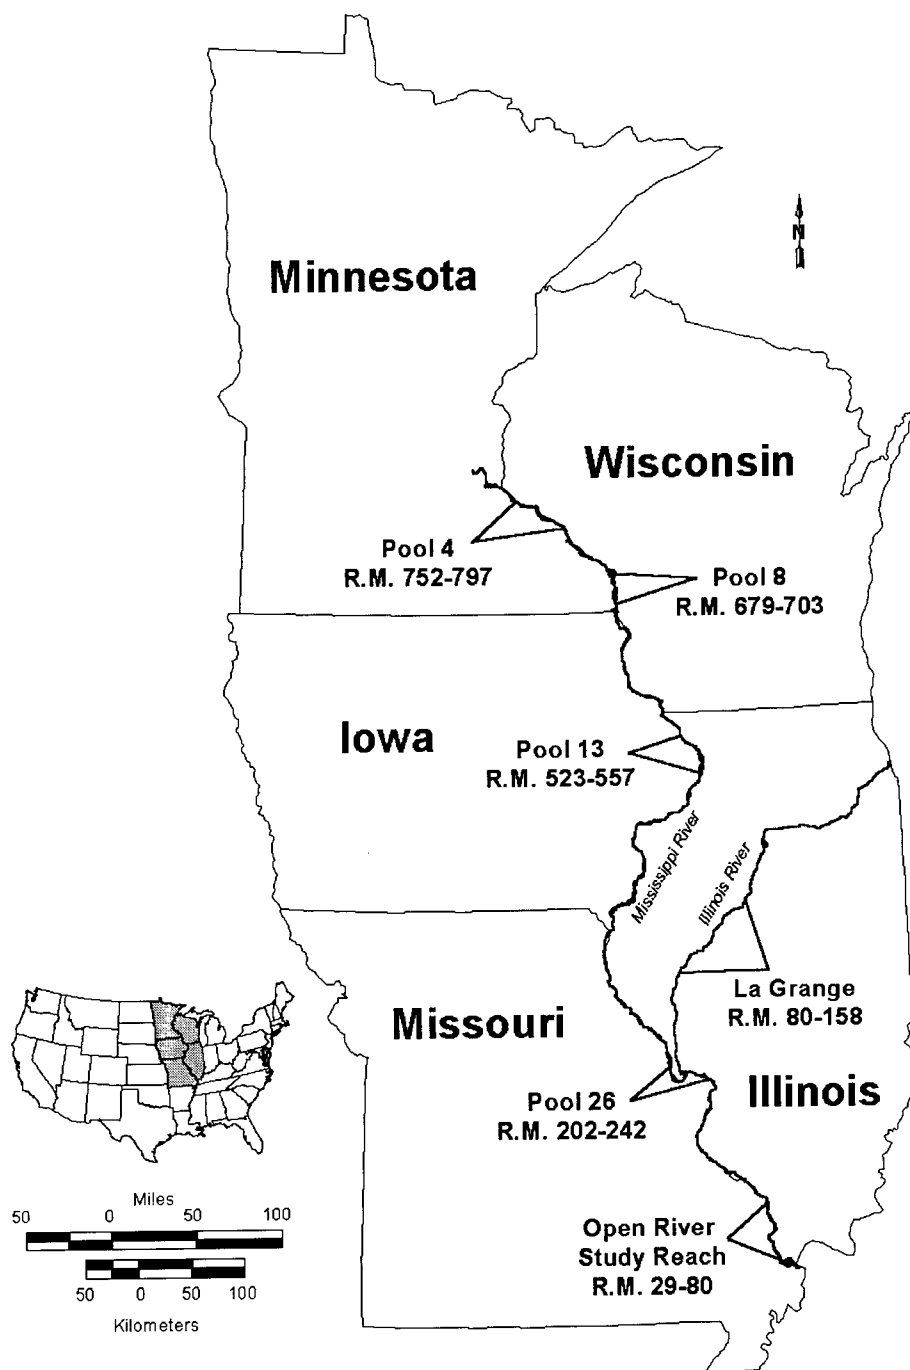 N
Minnesota
Wisconsin
Pool 4
R.M. 752-797
Pool 8
R.M. 679-703
Iowa
Pool 13
R.M. 523-557
Mississippi River
Illinois River
La Grange
R.M. 80-158
Missouri
Illinois
Pool 26
R.M. 202-242
Miles
50 0 50 100
Open River
Study Reach
R.M. 29-80
50 0 50 100
Kilometers